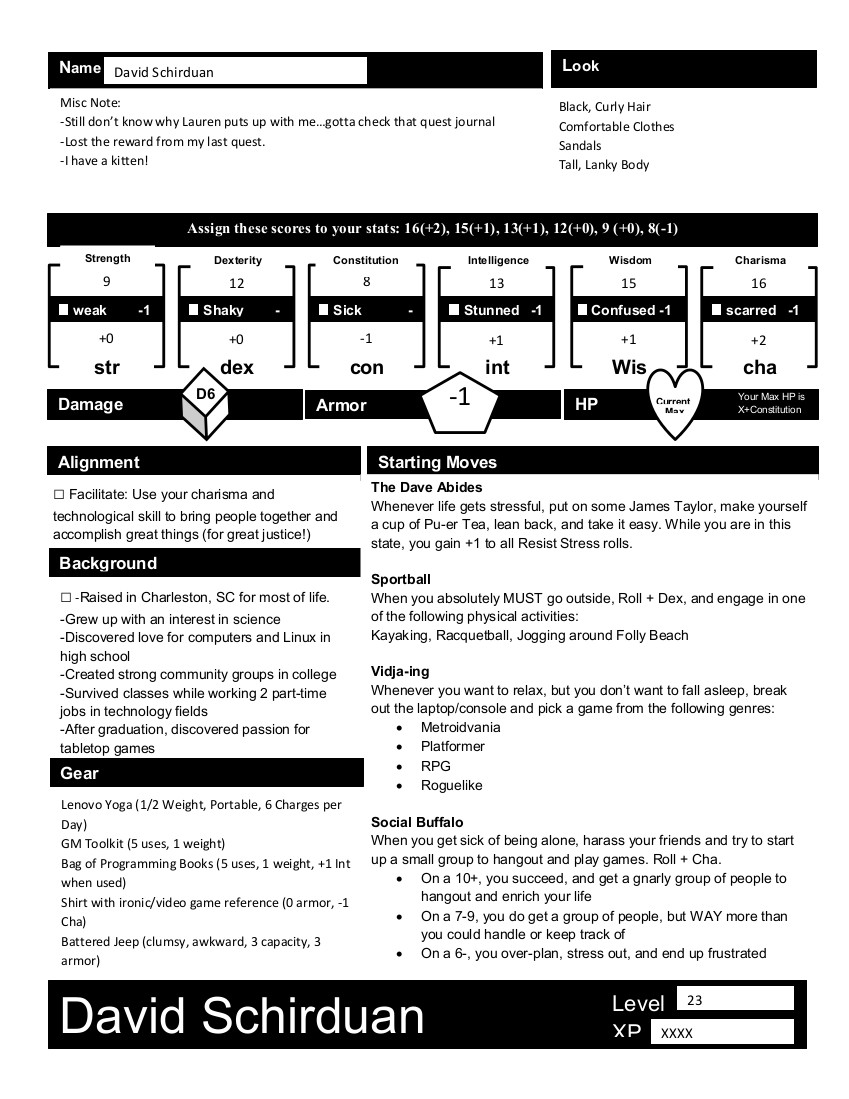 Name David Schirduan
Look
Misc Note:
-Still don't know why Lauren puts up with me…gotta check that quest journal
-Lost the reward from my last quest.
-I have a kitten!
Black, Curly Hair
Comfortable Clothes
Sandals
Tall, Lanky Body
Assign these scores to your stats: 16(+2), 15(+1), 13(+1), 12(+0), 9 (+0), 8(-1)
Strength Dexterity Constitution Intelligence Wisdom Charisma
9 12 8 13 15 16
weak -1 Shaky - Sick - Stunned -1 Confused -1 scarred -1
+0 +0 -1 +1 +1 +2
str dex con int Wis cha
Damage D6 Armor -1 HP Current Max
Your Max HP is
X+Constitution
Alignment
☐ Facilitate: Use your charisma and
technological skill to bring people together and
accomplish great things (for great justice!)
Background
☐ -Raised in Charleston, SC for most of life.
-Grew up with an interest in science
-Discovered love for computers and Linux in
high school
-Created strong community groups in college
-Survived classes while working 2 part-time
jobs in technology fields
-After graduation, discovered passion for
tabletop games
Gear
Lenovo Yoga (1/2 Weight, Portable, 6 Charges per
Day)
GM Toolkit (5 uses, 1 weight)
Bag of Programming Books (5 uses, 1 weight, +1 Int
when used)
Shirt with ironic/video game reference (0 armor, -1
Cha)
Battered Jeep (clumsy, awkward, 3 capacity, 3
armor)
Starting Moves
The Dave Abides
Whenever life gets stressful, put on some James Taylor, make yourself
a cup of Pu-er Tea, lean back, and take it easy. While you are in this
state, you gain +1 to all Resist Stress rolls.
Sportball
When you absolutely MUST go outside, Roll + Dex, and engage in one
of the following physical activities:
Kayaking, Racquetball, Jogging around Folly Beach
Vidja-ing
Whenever you want to relax, but you don't want to fall asleep, break
out the laptop/console and pick a game from the following genres:
• Metroidvania
• Platformer
• RPG
• Roguelike
Social Buffalo
When you get sick of being alone, harass your friends and try to start
up a small group to hangout and play games. Roll + Cha.
• On a 10+, you succeed, and get a gnarly group of people to
hangout and enrich your life
• On a 7-9, you do get a group of people, but WAY more than
you could handle or keep track of
• On a 6-, you over-plan, stress out, and end up frustrated
David Schirduan
Level 23
XP XXXX